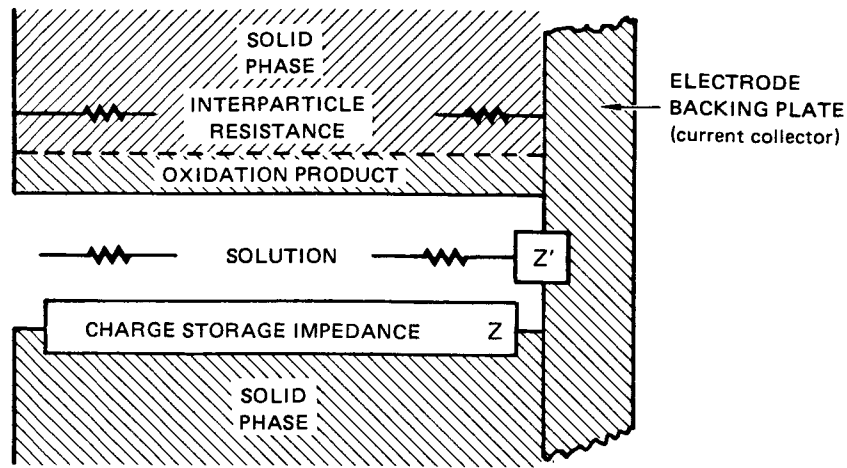 SOLID
PHASE
INTERPARTICLE
RESISTANCE
OXIDATION PRODUCT
ELECTRODE
BACKING PLATE
(current collector)
SOLUTION
Z'
CHARGE STORAGE IMPEDANCE Z
SOLID
PHASE